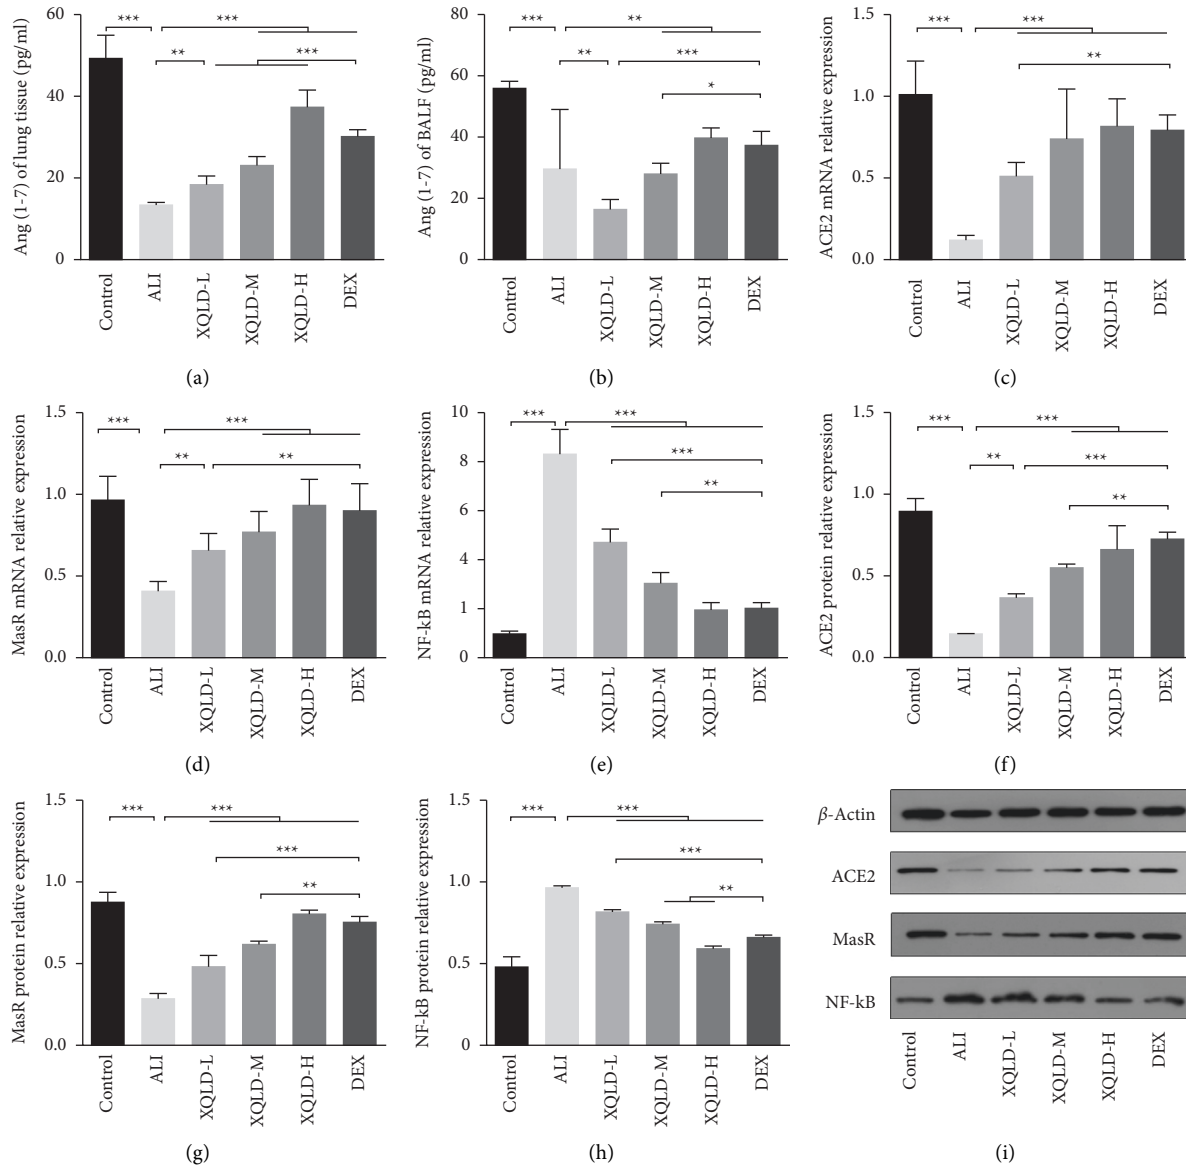 Ang (1-7) of lung tissue (pg/ml)
60
40
20
0
***
***
**
***
Control
ALI
XQLD-L
XQLD-M
XQLD-H
DEX
(a)
Ang (1-7) of BALF (pg/ml)
80
60
40
20
0
***
**
**
***
*
Control
ALI
XQLD-L
XQLD-M
XQLD-H
DEX
(b)
ACE2 mRNA relative expression
1.5
1.0
0.5
0.0
***
***
**
Control
ALI
XQLD-L
XQLD-M
XQLD-H
DEX
(c)
MasR mRNA relative expression
1.5
1.0
0.5
0.0
***
***
**
**
Control
ALI
XQLD-L
XQLD-M
XQLD-H
DEX
(d)
NF-kB mRNA relative expression
10
8
6
4
1
0
***
***
***
**
Control
ALI
XQLD-L
XQLD-M
XQLD-H
DEX
(e)
ACE2 protein relative expression
1.5
1.0
0.5
0.0
***
***
**
***
**
Control
ALI
XQLD-L
XQLD-M
XQLD-H
DEX
(f)
MasR protein relative expression
1.5
1.0
0.5
0.0
***
***
***
**
Control
ALI
XQLD-L
XQLD-M
XQLD-H
DEX
(g)
NF-kB protein relative expression
1.5
1.0
0.5
0
***
***
***
**
Control
ALI
XQLD-L
XQLD-M
XQLD-H
DEX
(h)
β-Actin
ACE2
MasR
NF-kB
Control
ALI
XQLD-L
XQLD-M
XQLD-H
DEX
(i)